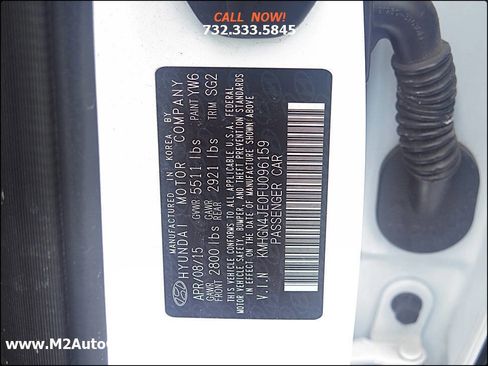 CALL NOW!
732.333.5845
MANUFACTURED IN KOREA BY
HYUNDAI MOTOR COMPANY
APR/08/15 GVWR 5511 lbs PAINT YW6
GAWR FRONT 2800 lbs GAWR REAR 2921 lbs TRIM SG2
THIS VEHICLE CONFORMS TO ALL APPLICABLE U.S.A. FEDERAL
MOTOR VEHICLE SAFETY, BUMPER, AND THEFT PREVENTION STANDARDS
IN EFFECT ON THE DATE OF MANUFACTURE SHOWN ABOVE.
V.I.N KMHGN4JE0FU096159
PASSENGER CAR
www.M2Auto